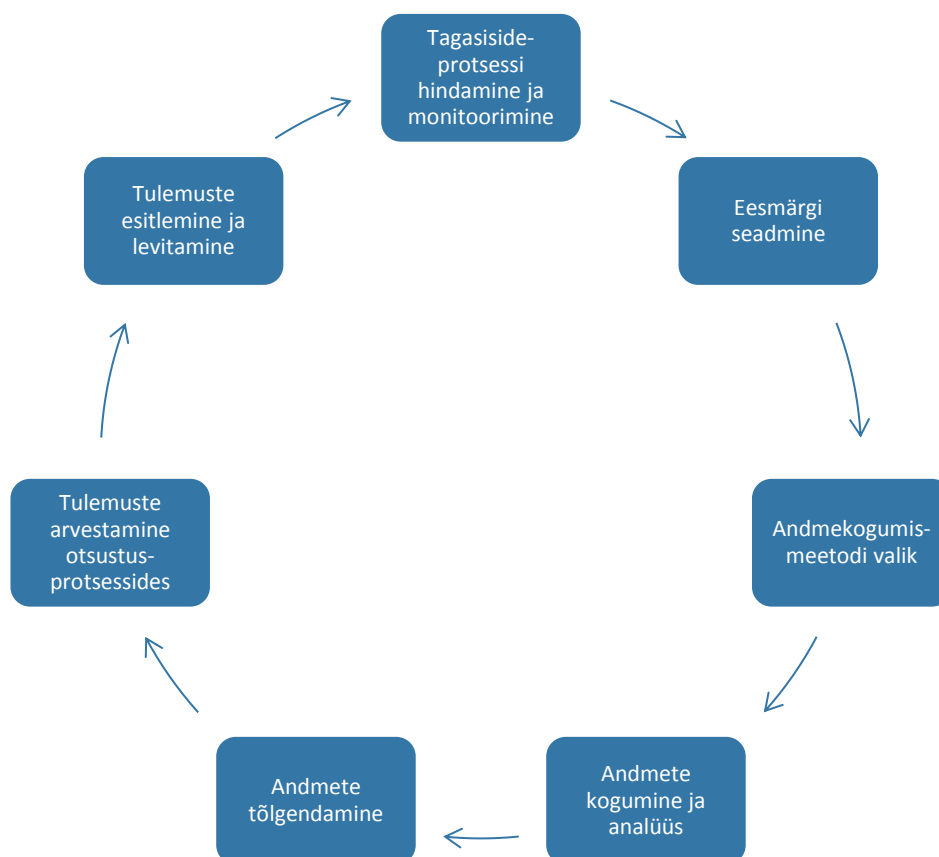 Tagasiside-
protsessi
hindamine ja
monitoorimine
Eesmärgi
seadmine
Andmekogumis-
meetodi valik
Andmete
kogumine ja
analüüs
Andmete
tõlgendamine
Tulemuste
arvestamine
otsustus-
protsessides
Tulemuste
esitlemine ja
levitamine